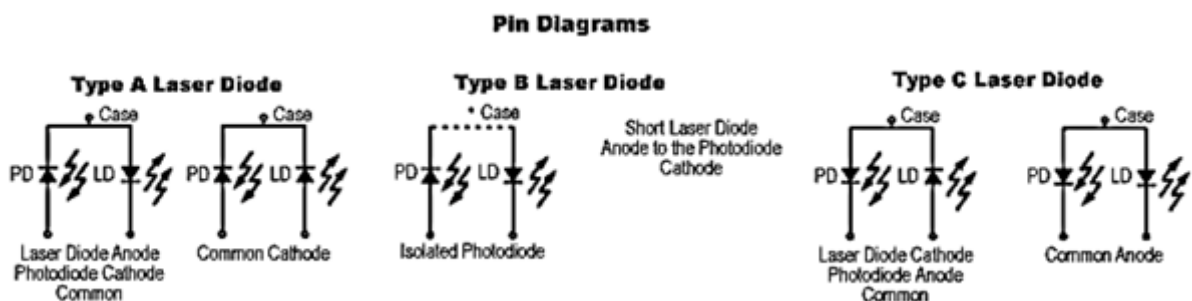 Pin Diagrams
Type A Laser Diode
Case
PD
LD
Laser Diode Anode
Photodiode Cathode
Common
Case
PD
LD
Common Cathode
Type B Laser Diode
* Case
PD
LD
Isolated Photodiode
Short Laser Diode
Anode to the Photodiode
Cathode
Type C Laser Diode
Case
PD
LD
Laser Diode Cathode
Photodiode Anode
Common
Case
PD
LD
Common Anode